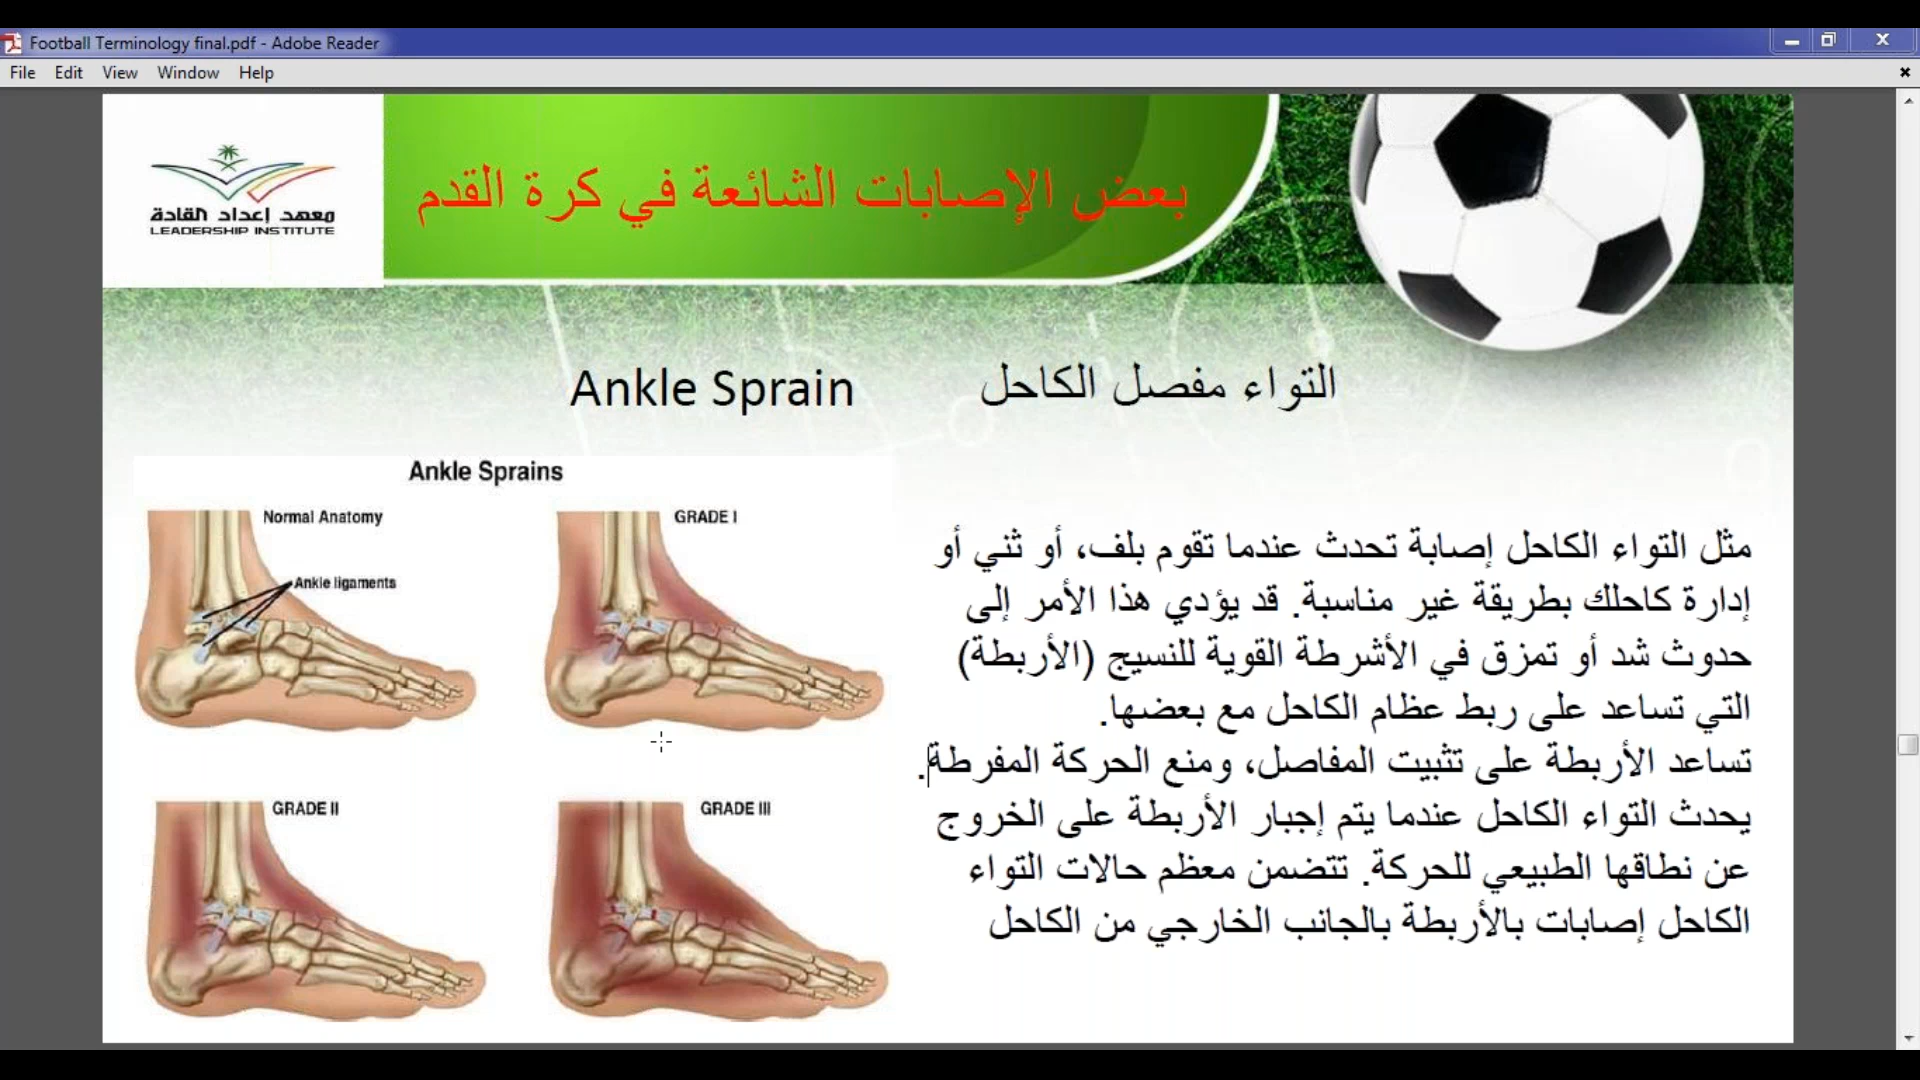 Football Terminology final.pdf - Adobe Reader
File Edit View Window Help
معهد إعداد القادة
LEADERSHIP INSTITUTE
بعض الإصابات الشائعة في كرة القدم
Ankle Sprain التواء مفصل الكاحل
Ankle Sprains
Normal Anatomy
Ankle ligaments
GRADE I
GRADE II
GRADE III
مثل التواء الكاحل إصابة تحدث عندما تقوم بلف، أو ثني أو
إدارة كاحلك بطريقة غير مناسبة. قد يؤدي هذا الأمر إلى
حدوث شد أو تمزق في الأشرطة القوية للنسيج (الأربطة)
التي تساعد على ربط عظام الكاحل مع بعضها.
تساعد الأربطة على تثبيت المفاصل، ومنع الحركة المفرطة.
يحدث التواء الكاحل عندما يتم إجبار الأربطة على الخروج
عن نطاقها الطبيعي للحركة. تتضمن معظم حالات التواء
الكاحل إصابات بالأربطة بالجانب الخارجي من الكاحل